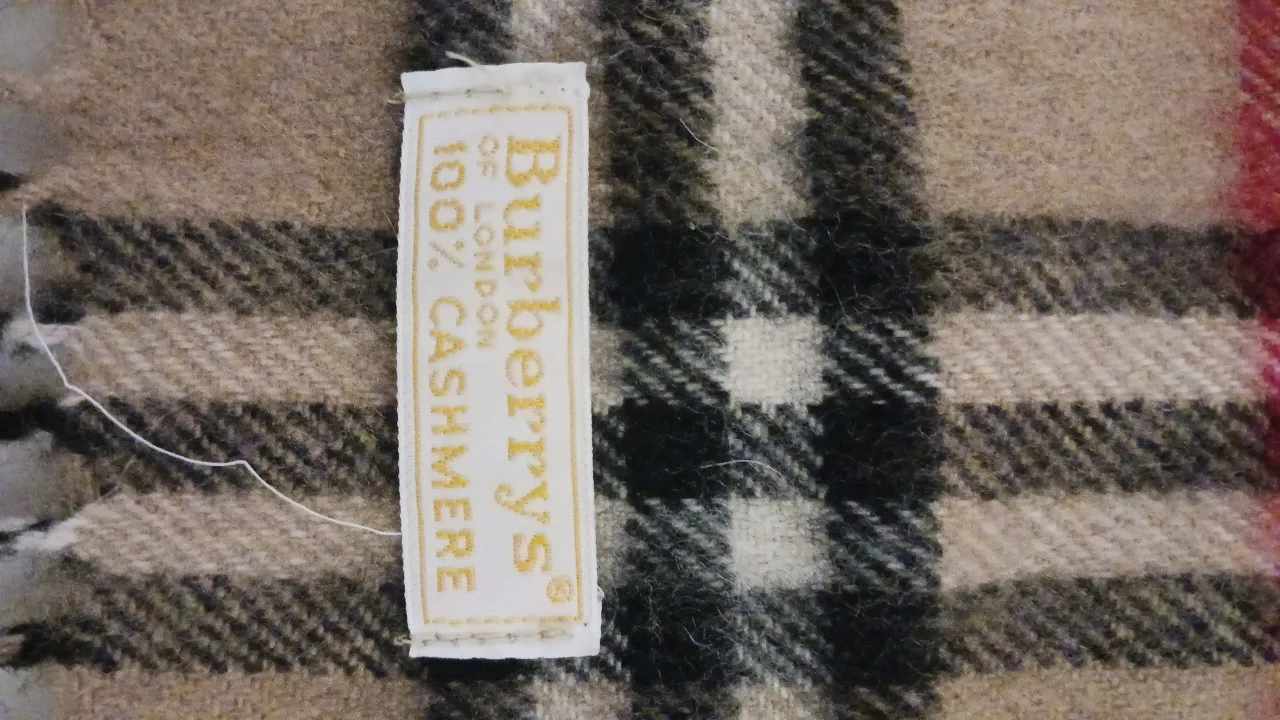 Burberrys®
OF LONDON
100% CASHMERE